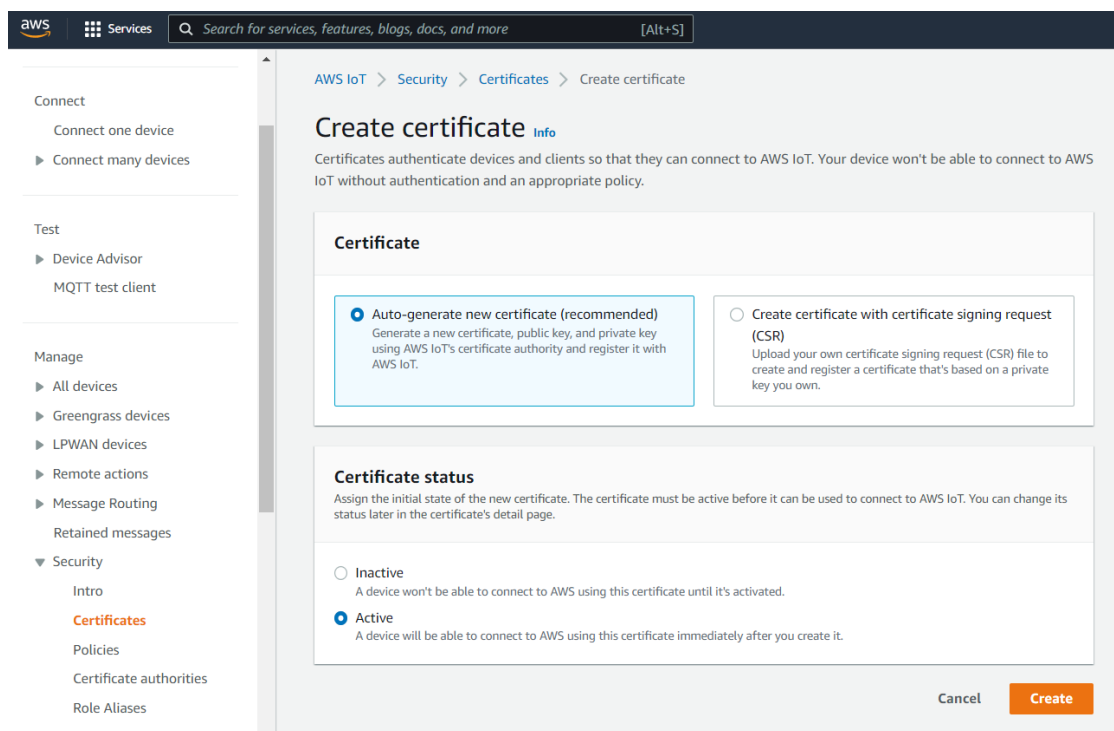 aws
Services
Search for services, features, blogs, docs, and more
[Alt+S]
Connect
Connect one device
Connect many devices
Test
Device Advisor
MQTT test client
Manage
All devices
Greengrass devices
LPWAN devices
Remote actions
Message Routing
Retained messages
Security
Intro
Certificates
Policies
Certificate authorities
Role Aliases
AWS IoT > Security > Certificates > Create certificate
Create certificate Info
Certificates authenticate devices and clients so that they can connect to AWS IoT. Your device won't be able to connect to AWS
IoT without authentication and an appropriate policy.
Certificate
Auto-generate new certificate (recommended)
Generate a new certificate, public key, and private key
using AWS IoT's certificate authority and register it with
AWS IoT.
Create certificate with certificate signing request
(CSR)
Upload your own certificate signing request (CSR) file to
create and register a certificate that's based on a private
key you own.
Certificate status
Assign the initial state of the new certificate. The certificate must be active before it can be used to connect to AWS IoT. You can change its
status later in the certificate's detail page.
Inactive
A device won't be able to connect to AWS using this certificate until it's activated.
Active
A device will be able to connect to AWS using this certificate immediately after you create it.
Cancel
Create